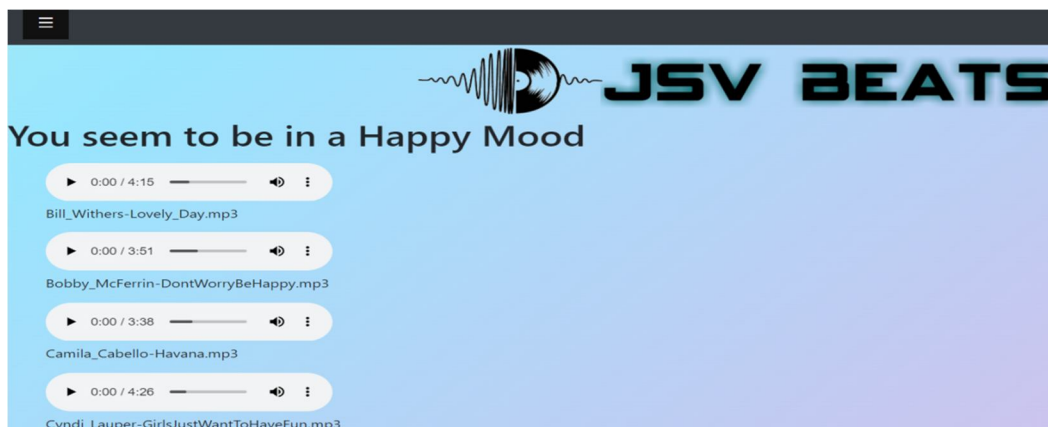 JSV BEATS
You seem to be in a Happy Mood
0:00 / 4:15
Bill_Withers-Lovely_Day.mp3
0:00 / 3:51
Bobby_McFerrin-DontWorryBeHappy.mp3
0:00 / 3:38
Camila_Cabello-Havana.mp3
0:00 / 4:26
Cyndi_Lauper-GirlsJustWantToHaveFun.mp3